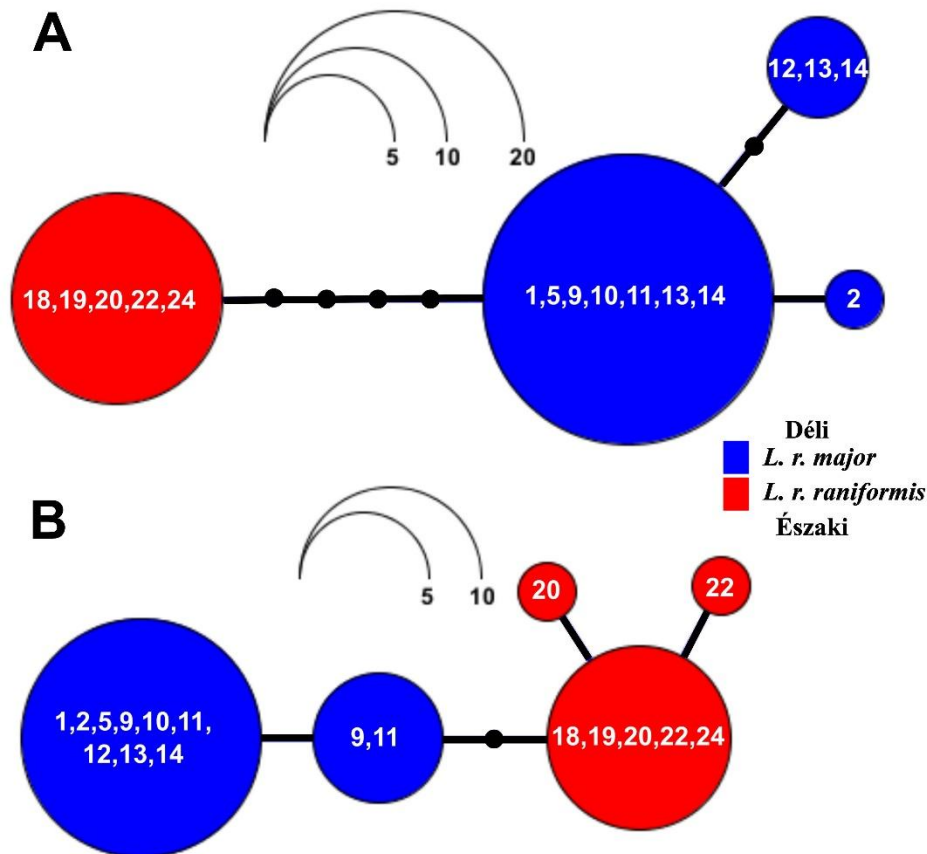 A
12,13,14
5
10
20
18,19,20,22,24
1,5,9,10,11,13,14
2
Déli
L. r. major
L. r. raniformis
Északi
B
5
10
20
22
1,2,5,9,10,11,
12,13,14
9,11
18,19,20,22,24